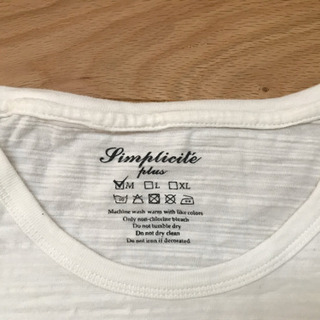 Simplicité
plus
M L XL
Machine wash warm with like colors
Only non-chlorine bleach
Do not tumble dry
Do not dry clean
Do not iron if decorated